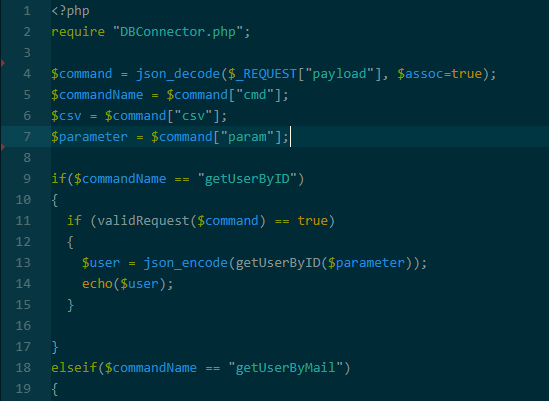 1 <?php
2 require "DBConnector.php";
3
4 $command = json_decode($_REQUEST["payload"], $assoc=true);
5 $commandName = $command["cmd"];
6 $csv = $command["csv"];
7 $parameter = $command["param"];
8
9 if($commandName == "getUserByID")
10 {
11   if (validRequest($command) == true)
12   {
13     $user = json_encode(getUserByID($parameter));
14     echo($user);
15   }
16
17 }
18 elseif($commandName == "getUserByMail")
19 {